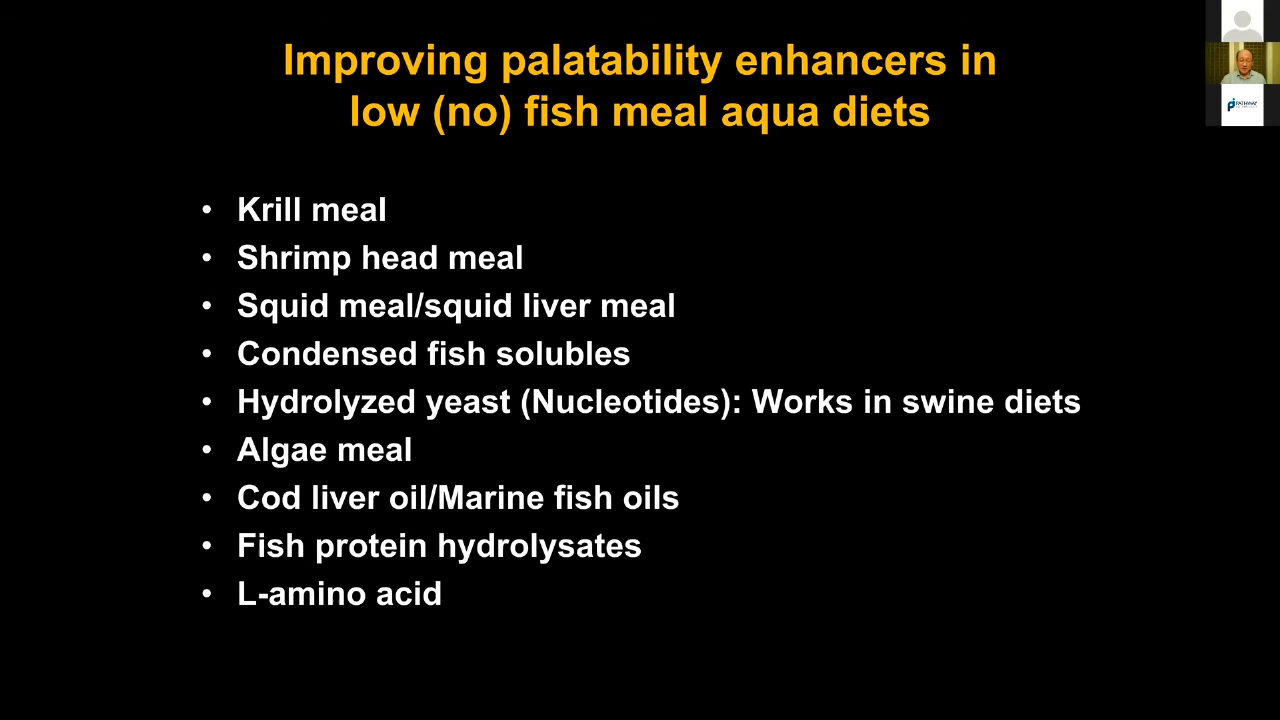 Improving palatability enhancers in
low (no) fish meal aqua diets
• Krill meal
• Shrimp head meal
• Squid meal/squid liver meal
• Condensed fish solubles
• Hydrolyzed yeast (Nucleotides): Works in swine diets
• Algae meal
• Cod liver oil/Marine fish oils
• Fish protein hydrolysates
• L-amino acid
PATHWAY